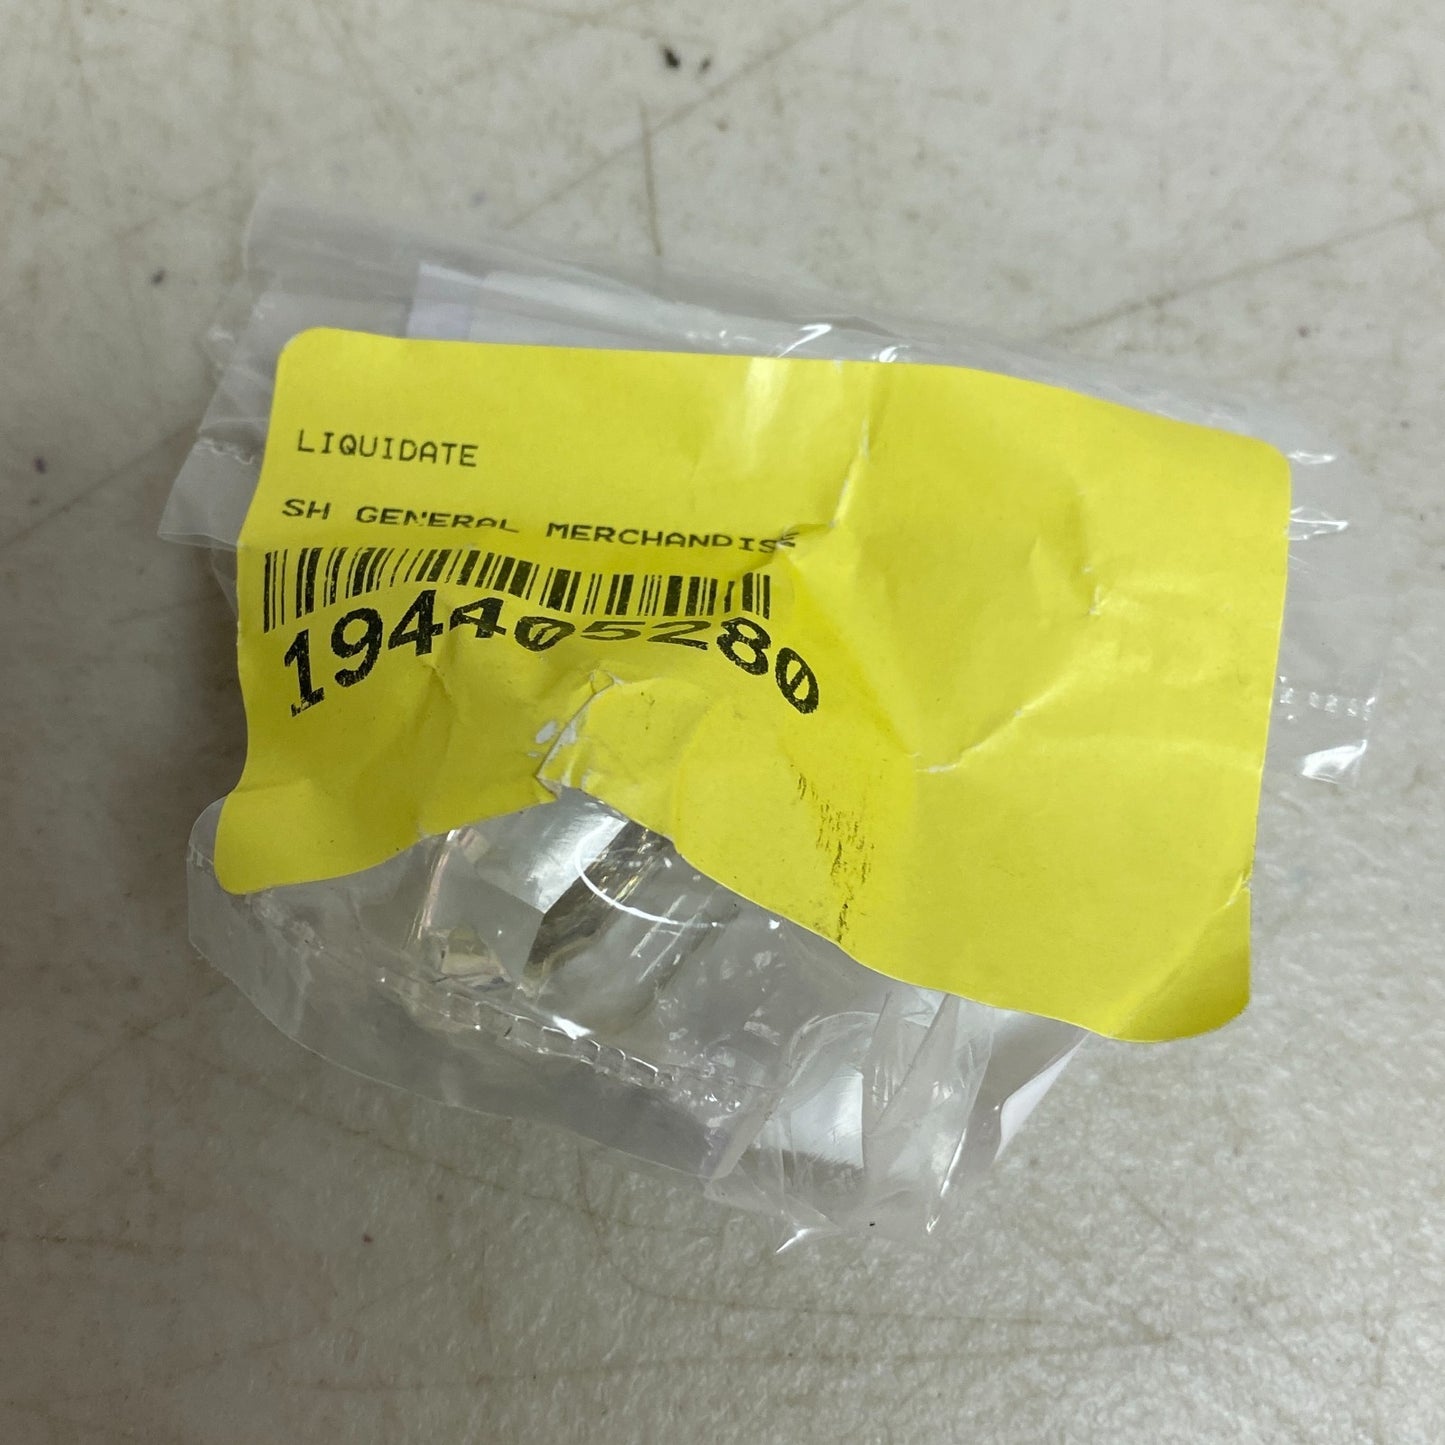 LIQUIDATE
SH GENERAL MERCHANDISE
194405280